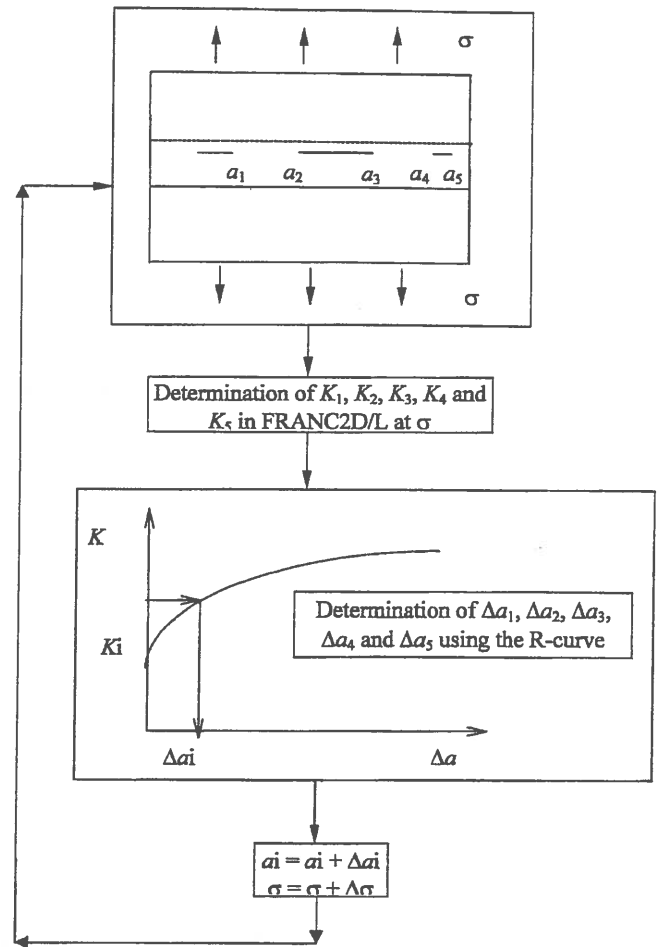 σ
a₁ a₂ a₃ a₄ a₅
σ
Determination of K₁, K₂, K₃, K₄ and
K₅ in FRANC2D/L at σ
K
Determination of Δa₁, Δa₂, Δa₃,
Δa₄ and Δa₅ using the R-curve
Ki
Δai Δa
ai = ai + Δai
σ = σ + Δσ